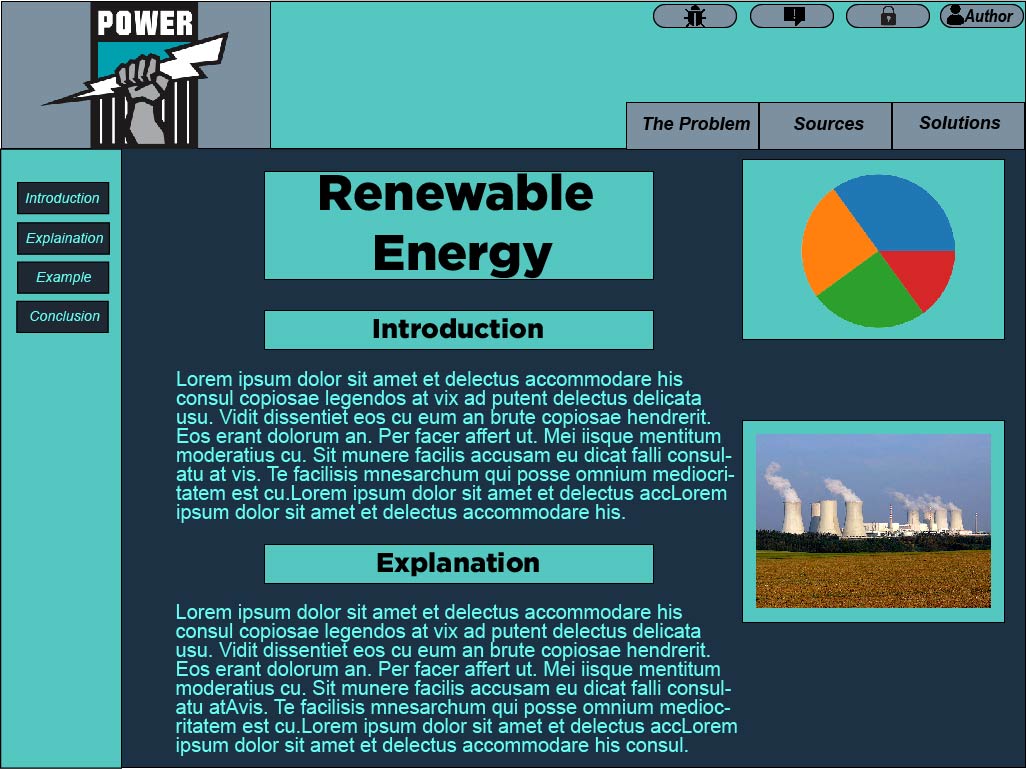 POWER
Author
The Problem
Sources
Solutions
Introduction
Explaination
Example
Conclusion
Renewable
Energy
Introduction
Lorem ipsum dolor sit amet et delectus accommodare his
consul copiosae legendos at vix ad putent delectus delicata
usu. Vidit dissentiet eos cu eum an brute copiosae hendrerit.
Eos erant dolorum an. Per facer affert ut. Mei iisque mentitum
moderatius cu. Sit munere facilis accusam eu dicat falli consul-
atu at vis. Te facilisis mnesarchum qui posse omnium mediocri-
tatem est cu.Lorem ipsum dolor sit amet et delectus accLorem
ipsum dolor sit amet et delectus accommodare his.
Explanation
Lorem ipsum dolor sit amet et delectus accommodare his
consul copiosae legendos at vix ad putent delectus delicata
usu. Vidit dissentiet eos cu eum an brute copiosae hendrerit.
Eos erant dolorum an. Per facer affert ut. Mei iisque mentitum
moderatius cu. Sit munere facilis accusam eu dicat falli consul-
atu atAvis. Te facilisis mnesarchum qui posse omnium medioc-
ritatem est cu.Lorem ipsum dolor sit amet et delectus accLorem
ipsum dolor sit amet et delectus accommodare his consul.